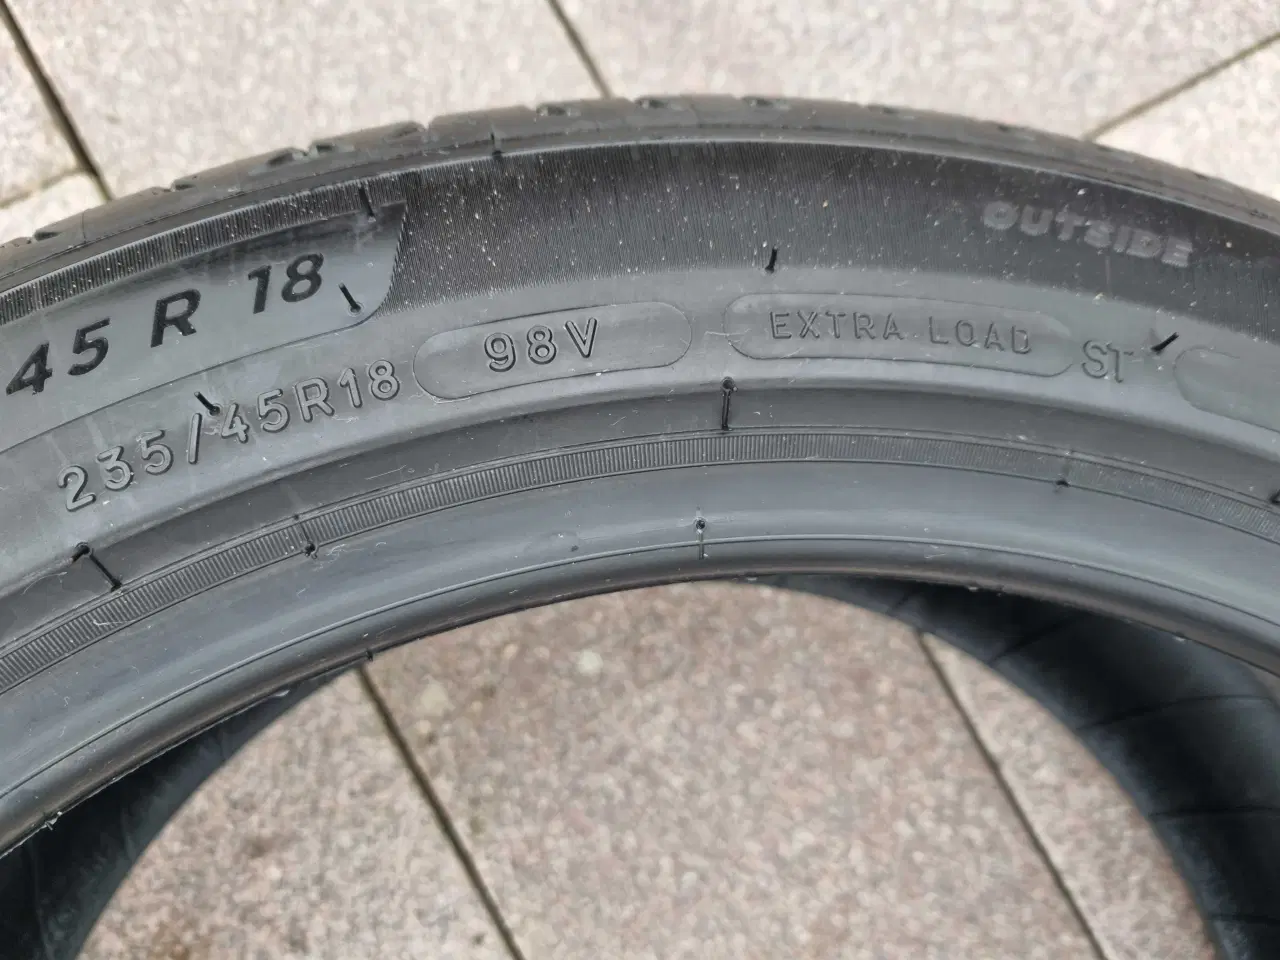 OUTSIDE
45 R 18
235/45R18 98V EXTRA LOAD ST